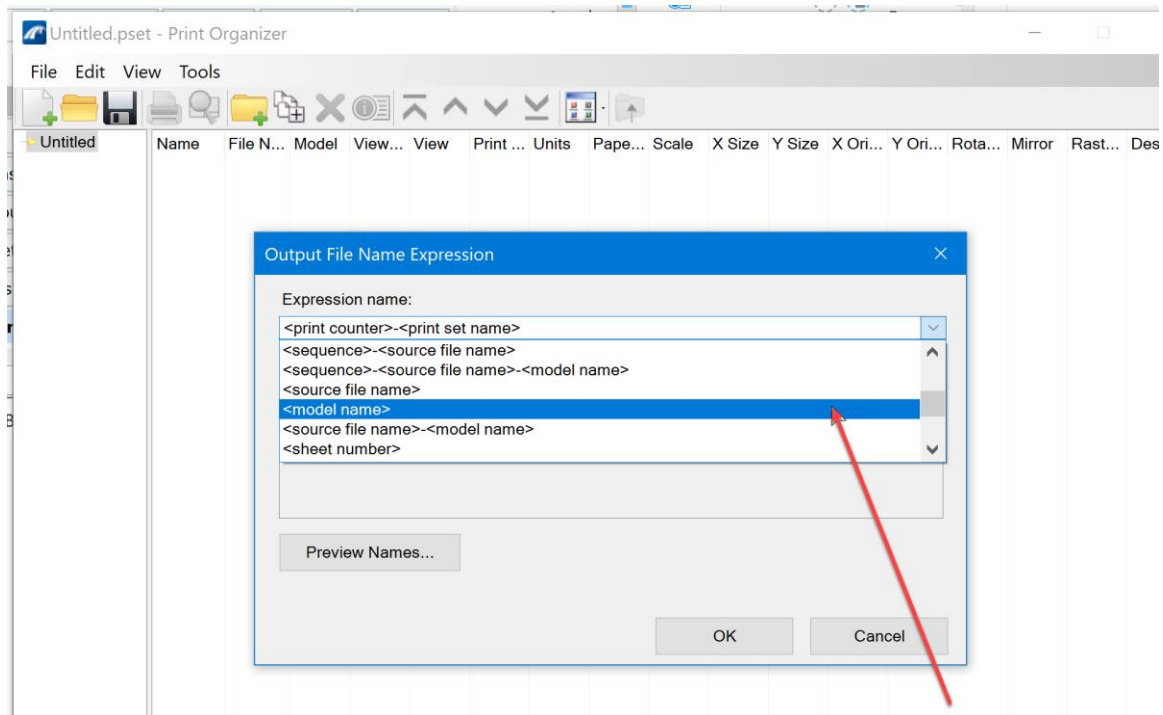 Untitled.pset - Print Organizer
File Edit View Tools
Untitled
Name File N... Model View... View Print ... Units Pape... Scale X Size Y Size X Ori... Y Ori... Rota... Mirror Rast... Des
Output File Name Expression
Expression name:
<print counter>-<print set name>
<sequence>-<source file name>
<sequence>-<source file name>-<model name>
<source file name>
<model name>
<source file name>-<model name>
<sheet number>
Preview Names...
OK Cancel